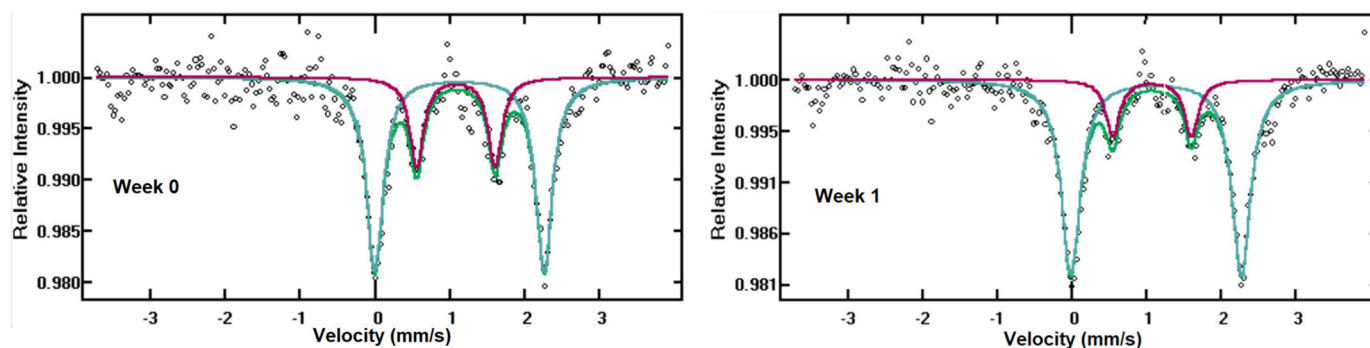 Relative Intensity
1.000
0.995
0.990
0.985
0.980
Week 0
-3 -2 -1 0 1 2 3
Velocity (mm/s)
Relative Intensity
1.000
0.995
0.991
0.986
0.981
Week 1
-3 -2 -1 0 1 2 3
Velocity (mm/s)